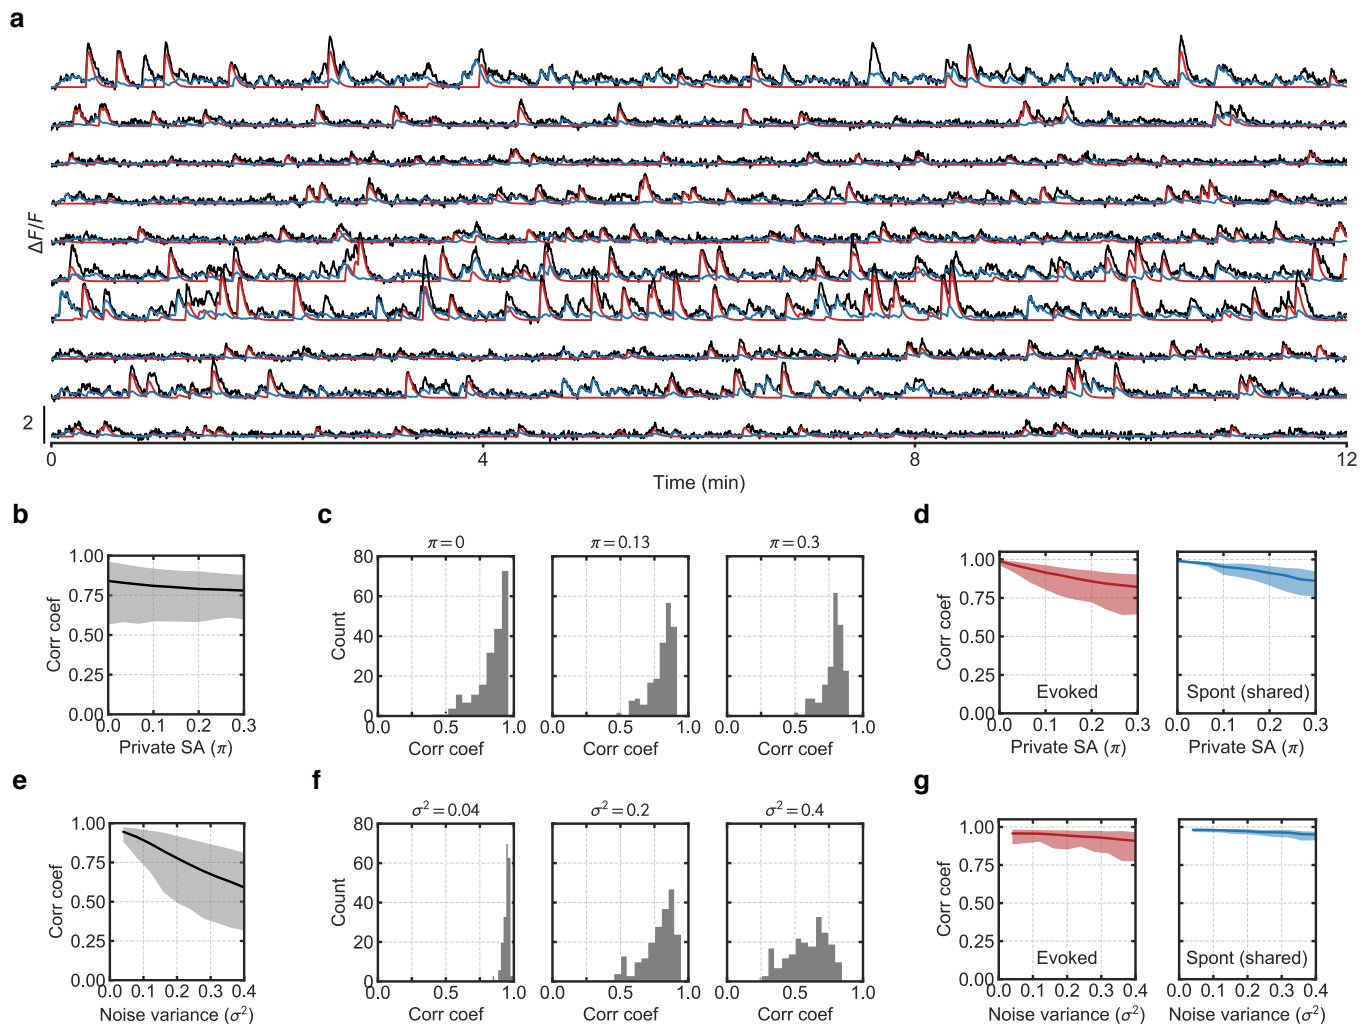 a
ΔF/F
2
0 4 8 12
Time (min)
b
1.00
0.75
0.50
0.25
0.00
Corr coef
0.0 0.1 0.2 0.3
Private SA (π)
c
π = 0 π = 0.13 π = 0.3
80
60
40
20
0
Count
0.0 0.5 1.0 0.0 0.5 1.0 0.0 0.5 1.0
Corr coef Corr coef Corr coef
d
1.00
0.75
0.50
0.25
0.00
Corr coef
Evoked Spont (shared)
0.0 0.1 0.2 0.3 0.0 0.1 0.2 0.3
Private SA (π) Private SA (π)
e
1.00
0.75
0.50
0.25
0.00
Corr coef
0.0 0.1 0.2 0.3 0.4
Noise variance (σ²)
f
σ² = 0.04 σ² = 0.2 σ² = 0.4
80
60
40
20
0
Count
0.0 0.5 1.0 0.0 0.5 1.0 0.0 0.5 1.0
Corr coef Corr coef Corr coef
g
1.00
0.75
0.50
0.25
0.00
Corr coef
Evoked Spont (shared)
0.0 0.1 0.2 0.3 0.4 0.0 0.1 0.2 0.3 0.4
Noise variance (σ²) Noise variance (σ²)